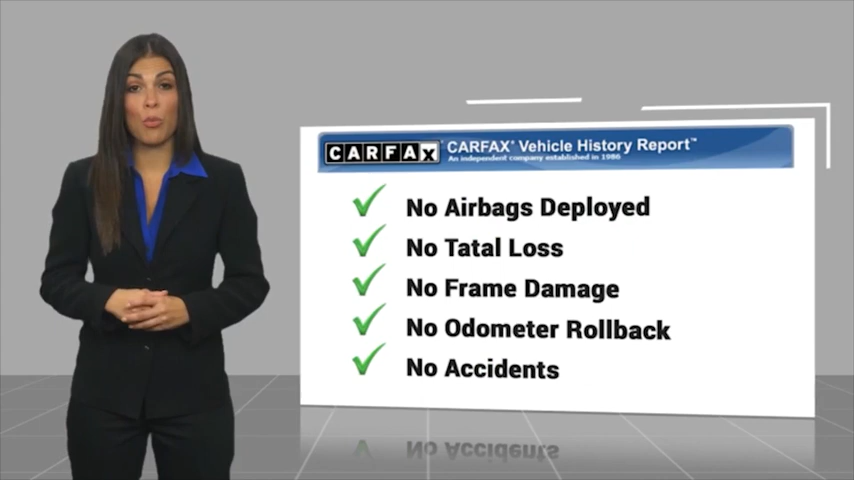 CARFAX CARFAX® Vehicle History Report™
An independent company established in 1986
No Airbags Deployed
No Tatal Loss
No Frame Damage
No Odometer Rollback
No Accidents
No Accidents